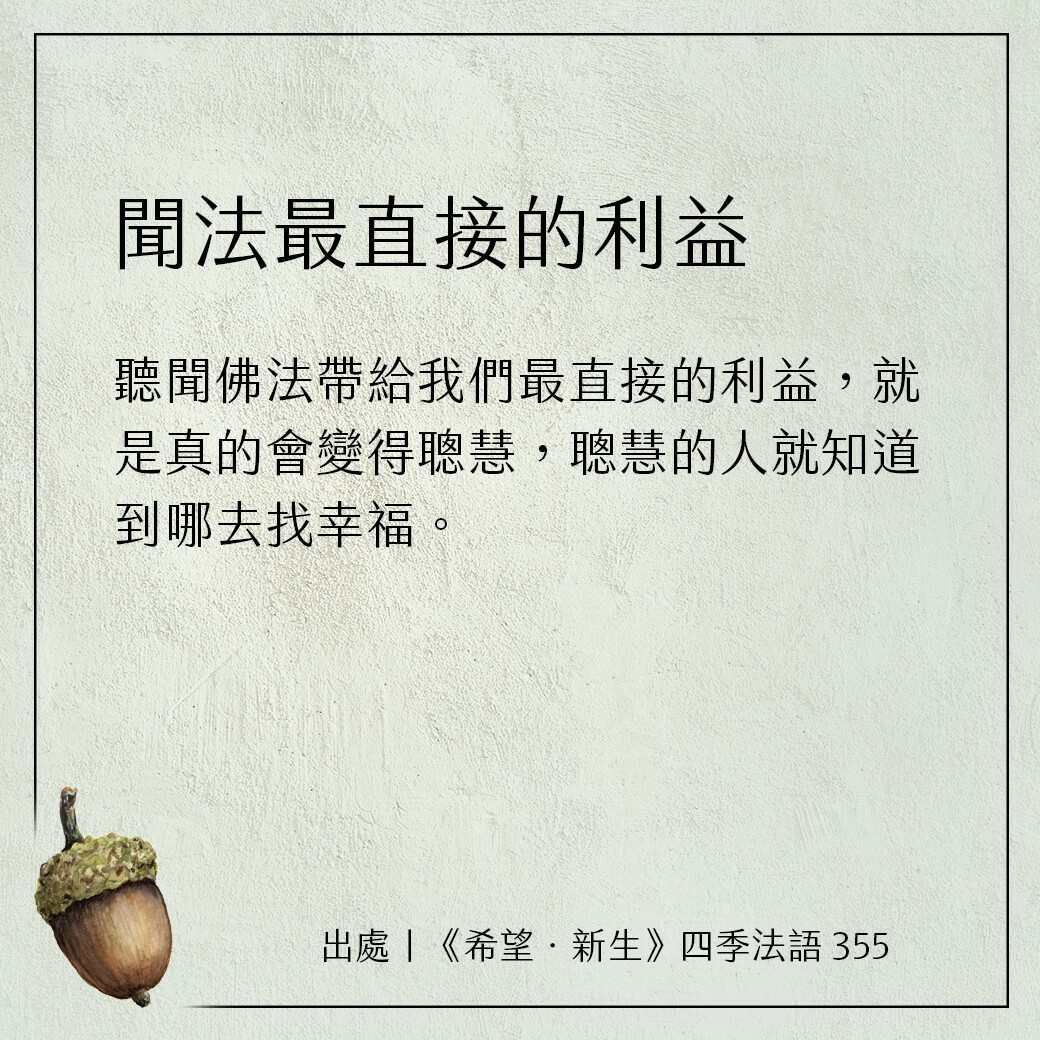 聞法最直接的利益
聽聞佛法帶給我們最直接的利益，就
是真的會變得聰慧，聰慧的人就知道
到哪去找幸福。
出處｜《希望．新生》四季法語 355